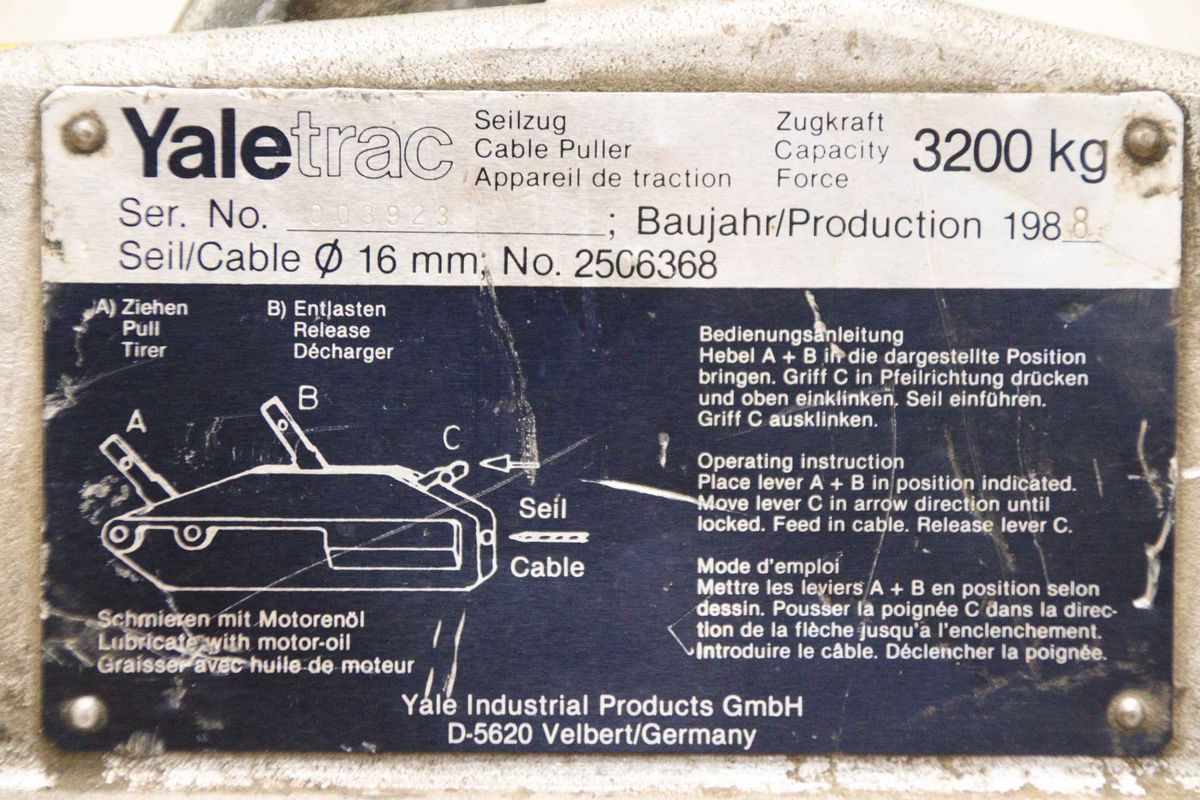 Yaletrac
Seilzug
Cable Puller
Appareil de traction
Zugkraft
Capacity
Force
3200 kg
Ser. No. 003923; Baujahr/Production 1988
Seil/Cable Ø 16 mm; No. 2506368
A) Ziehen
Pull
Tirer
B) Entlasten
Release
Décharger
A
B
C
Seil
Cable
Schmieren mit Motorenöl
Lubricate with motor-oil
Graisser avec huile de moteur
Bedienungsanleitung
Hebel A + B in die dargestellte Position
bringen. Griff C in Pfeilrichtung drücken
und oben einklinken. Seil einführen.
Griff C ausklinken.
Operating instruction
Place lever A + B in position indicated.
Move lever C in arrow direction until
locked. Feed in cable. Release lever C.
Mode d'emploi
Mettre les leviers A + B en position selon
dessin. Pousser la poignée C dans la direc-
tion de la flèche jusqu'a l'enclenchement.
Introduire le câble. Déclencher la poignée.
Yale Industrial Products GmbH
D-5620 Velbert/Germany